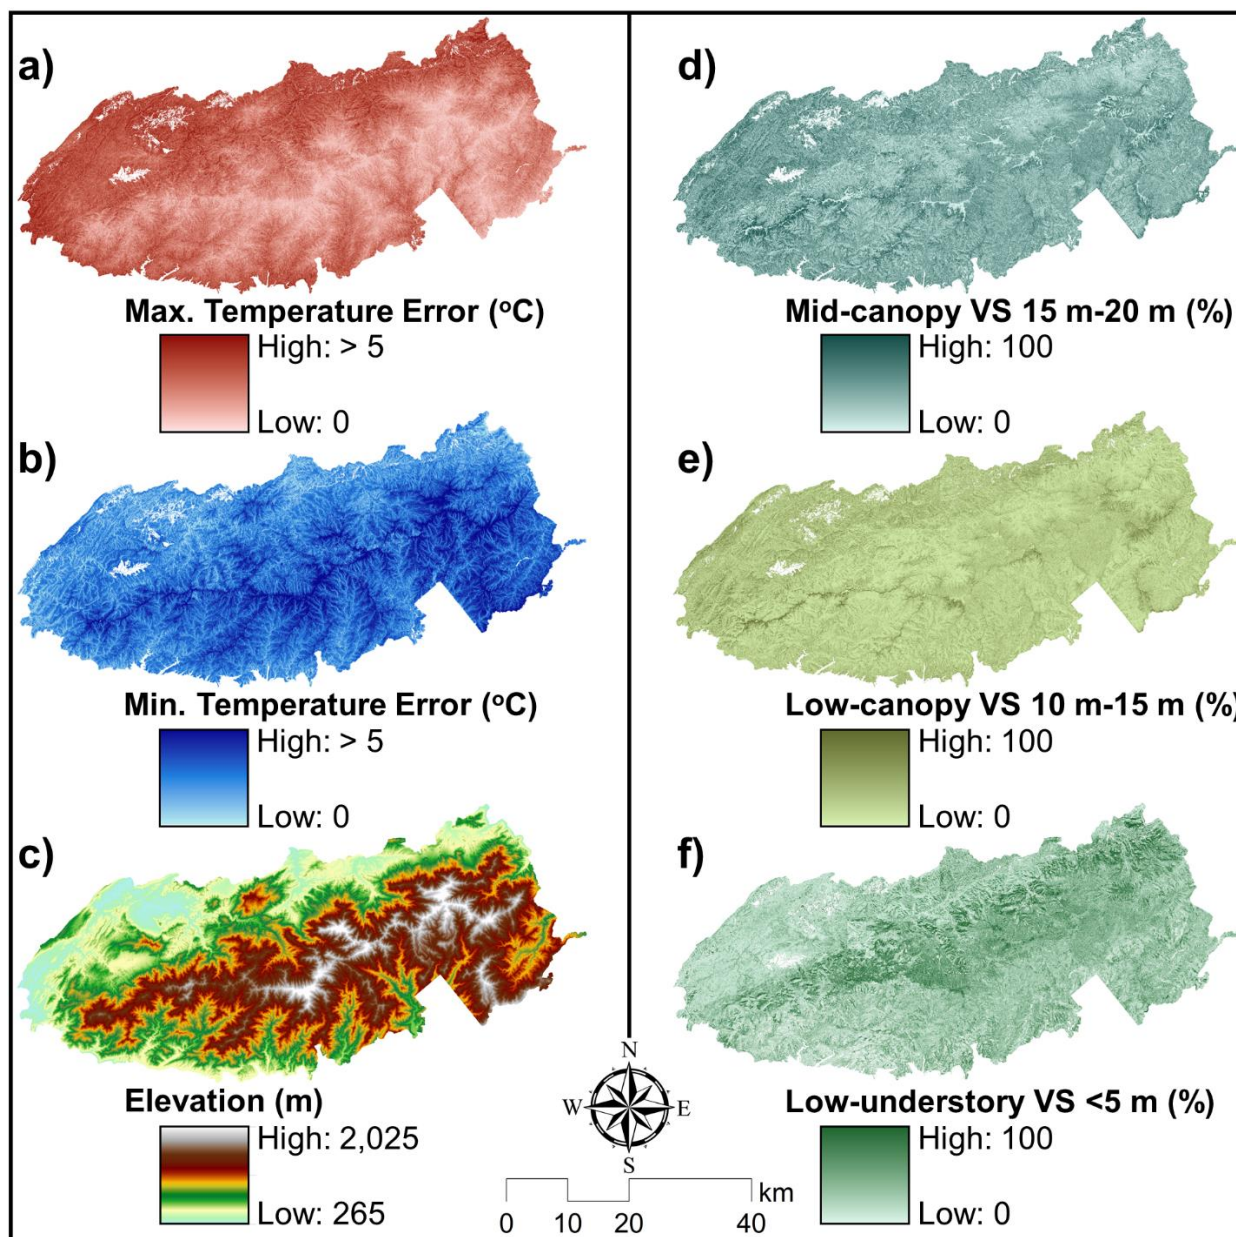 a)
Max. Temperature Error (ºC)
High: > 5
Low: 0
b)
Min. Temperature Error (ºC)
High: > 5
Low: 0
c)
Elevation (m)
High: 2,025
Low: 265
d)
Mid-canopy VS 15 m-20 m (%)
High: 100
Low: 0
e)
Low-canopy VS 10 m-15 m (%)
High: 100
Low: 0
f)
Low-understory VS <5 m (%)
High: 100
Low: 0
N
W E
S
km
0 10 20 40